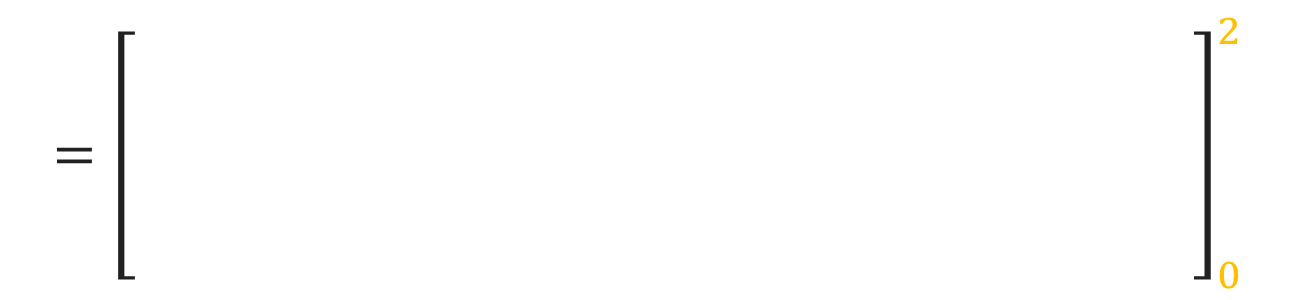 = [ ]
2
0